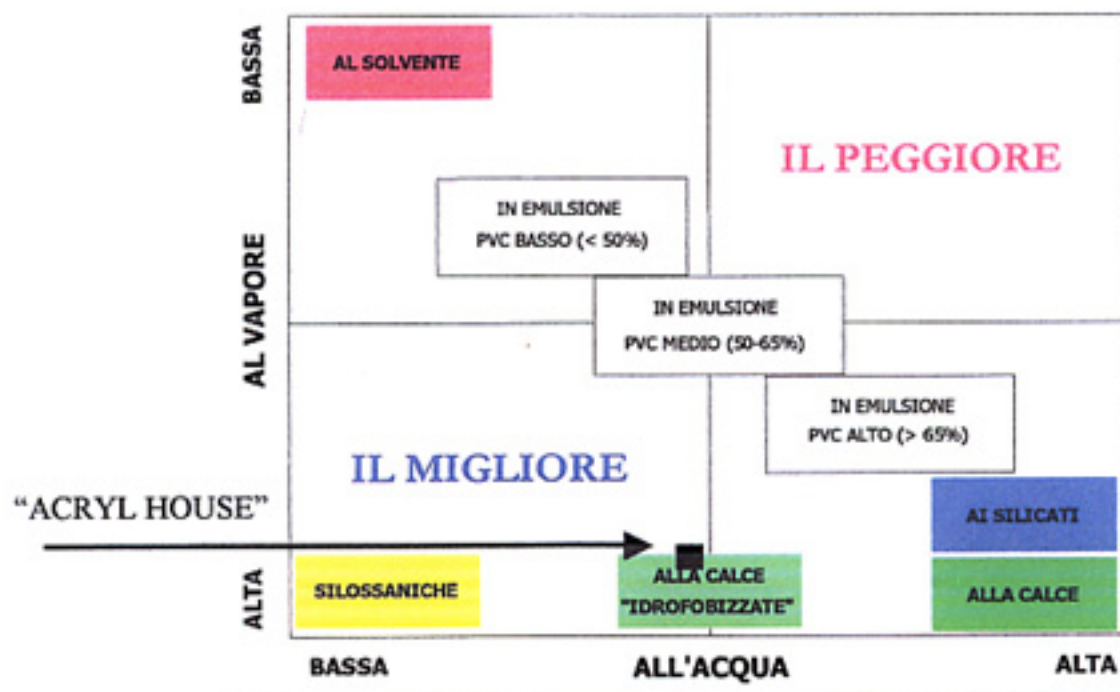 BASSA
AL SOLVENTE
IL PEGGIORE
IN EMULSIONE
PVC BASSO (< 50%)
AL VAPORE
IN EMULSIONE
PVC MEDIO (50-65%)
IN EMULSIONE
PVC ALTO (> 65%)
IL MIGLIORE
"ACRYL HOUSE"
AI SILICATI
ALTA
SILOSSANICHE
ALLA CALCE
"IDROFOBIZZATE"
ALLA CALCE
BASSA
ALL'ACQUA
ALTA